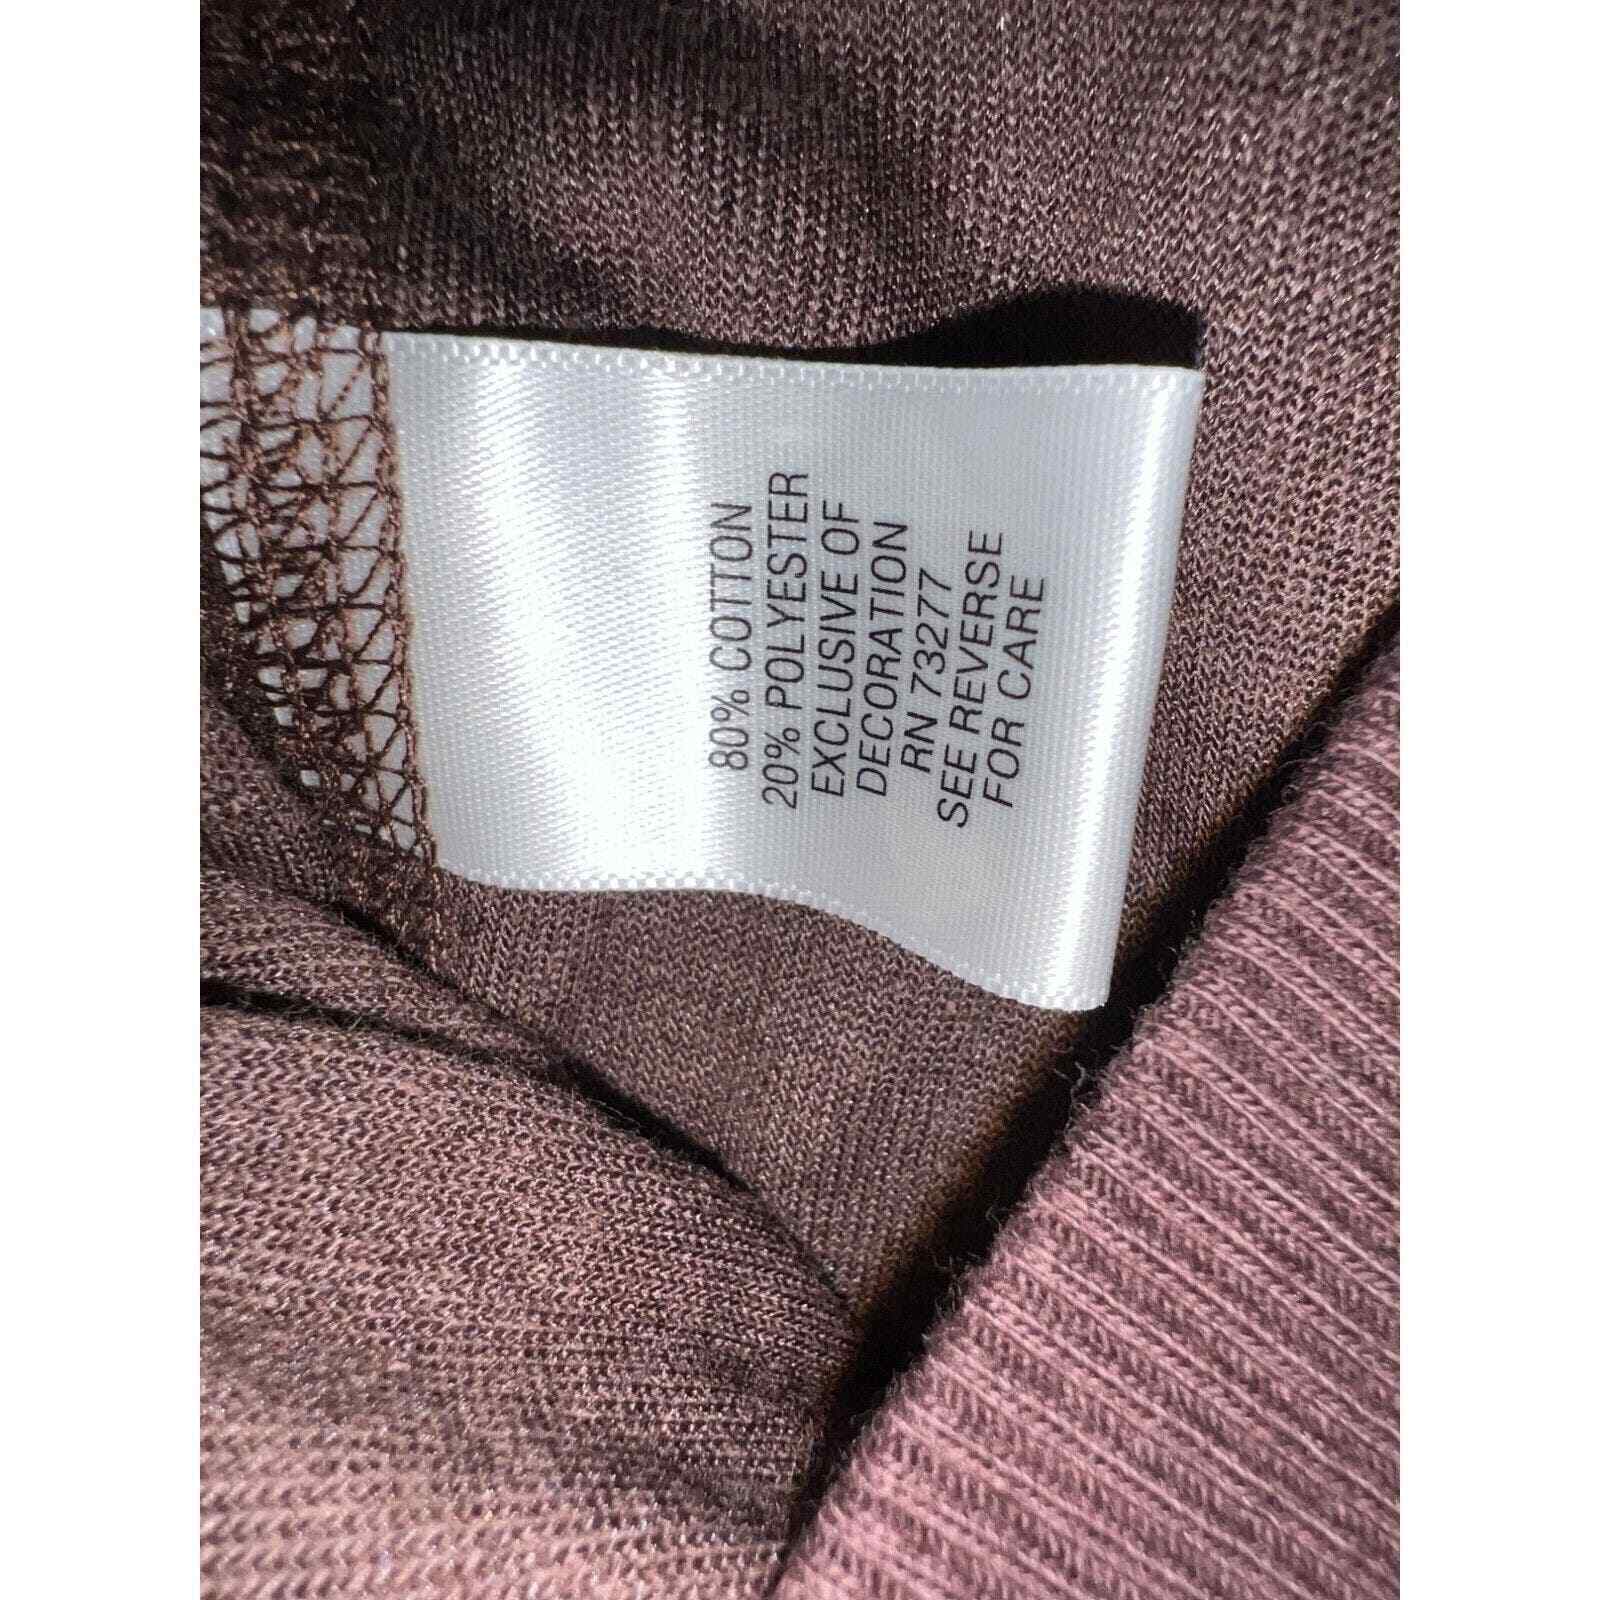 80% COTTON
20% POLYESTER
EXCLUSIVE OF
DECORATION
RN 73277
SEE REVERSE
FOR CARE